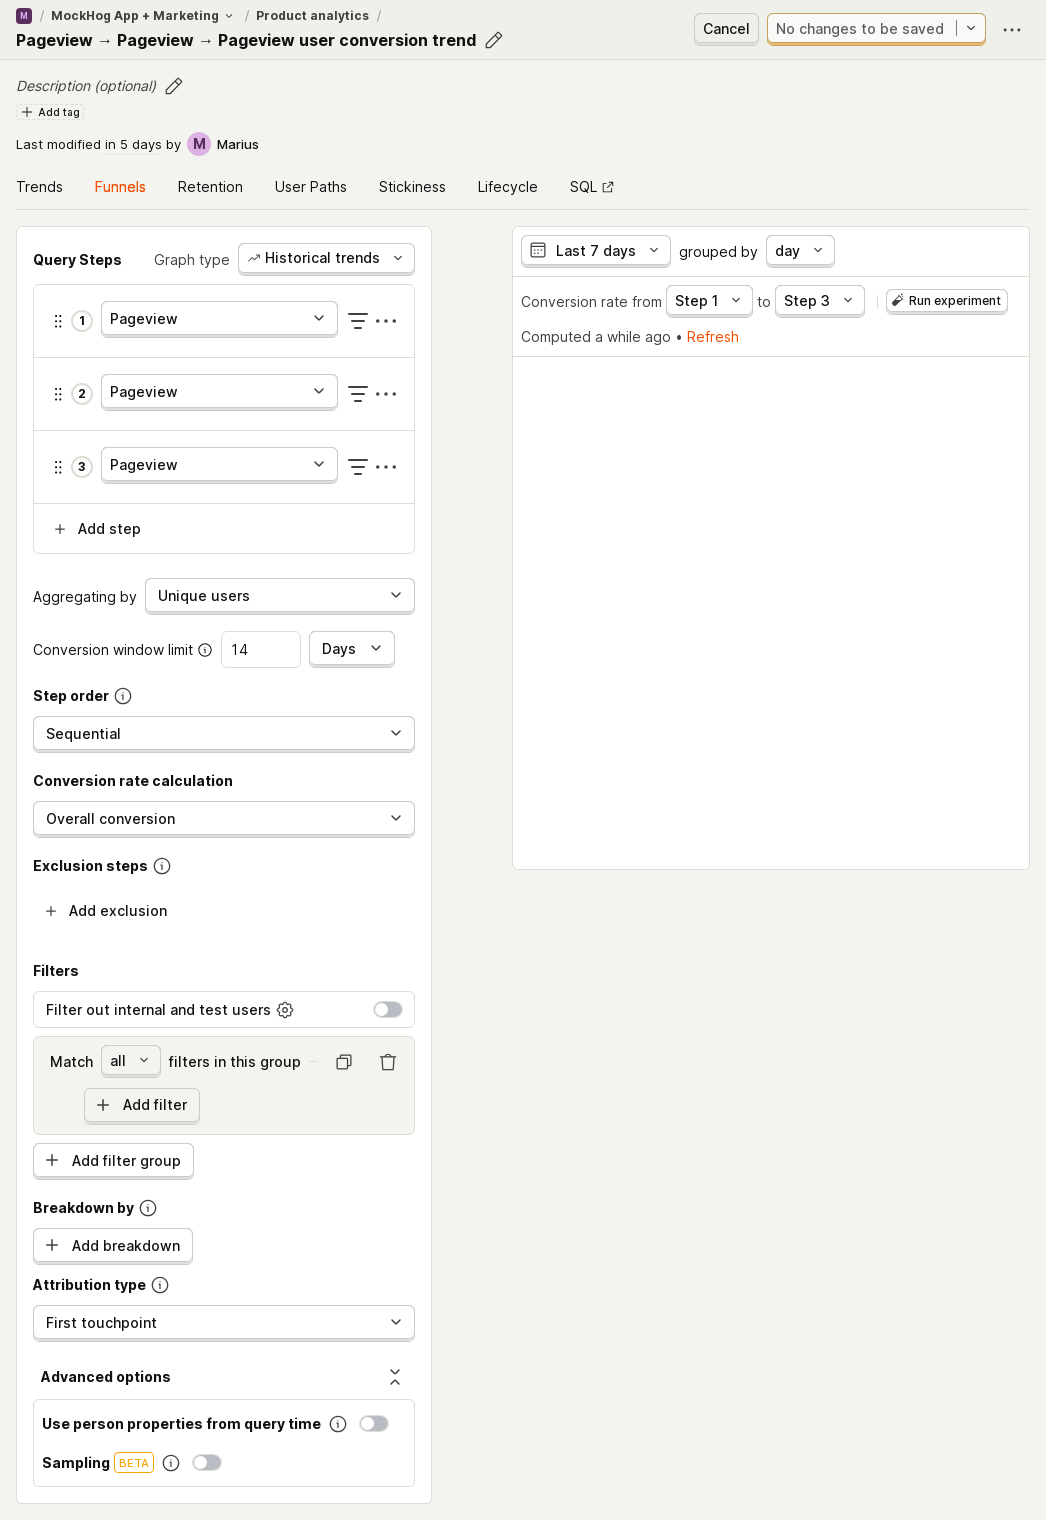 M / MockHog App + Marketing / Product analytics /
Pageview → Pageview → Pageview user conversion trend
Cancel
No changes to be saved
Description (optional)
Add tag
Last modified in 5 days by M Marius
Trends Funnels Retention User Paths Stickiness Lifecycle SQL
Query Steps Graph type Historical trends
1 Pageview
2 Pageview
3 Pageview
Add step
Aggregating by Unique users
Conversion window limit 14 Days
Step order
Sequential
Conversion rate calculation
Overall conversion
Exclusion steps
Add exclusion
Filters
Filter out internal and test users
Match all filters in this group
Add filter
Add filter group
Breakdown by
Add breakdown
Attribution type
First touchpoint
Advanced options
Use person properties from query time
Sampling BETA
Last 7 days grouped by day
Conversion rate from Step 1 to Step 3 Run experiment
Computed a while ago • Refresh